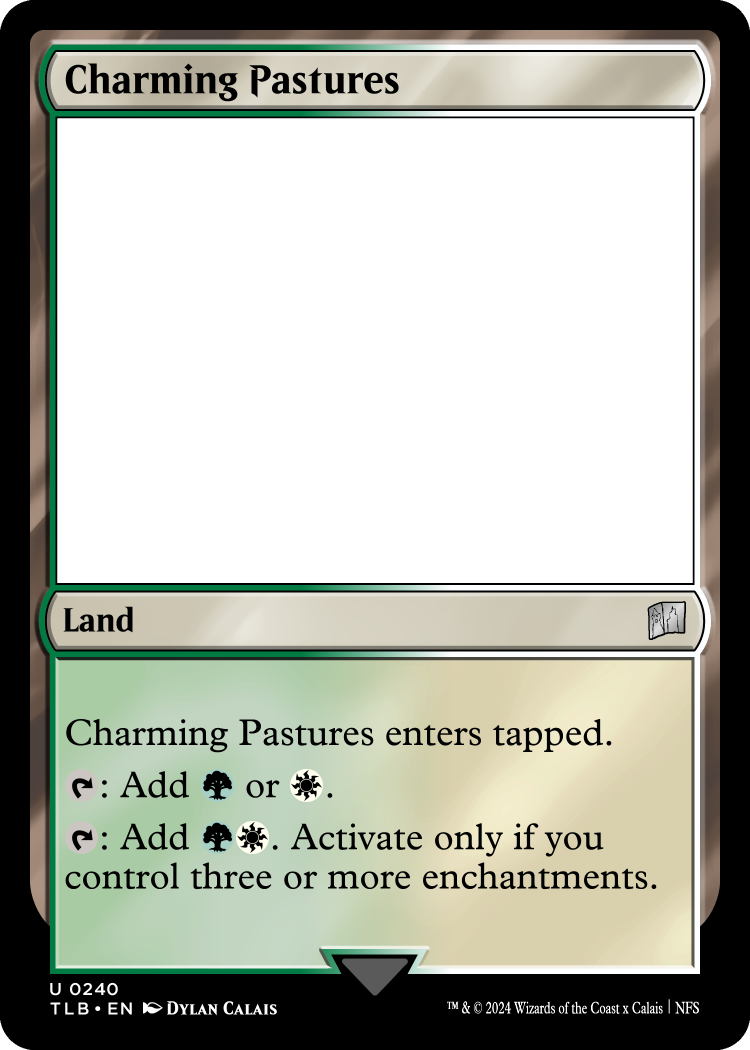 Charming Pastures
Land
Charming Pastures enters tapped.
: Add or .
: Add . Activate only if you
control three or more enchantments.
U 0240
TLB • EN DYLAN CALAIS
™ & © 2024 Wizards of the Coast x Calais | NFS